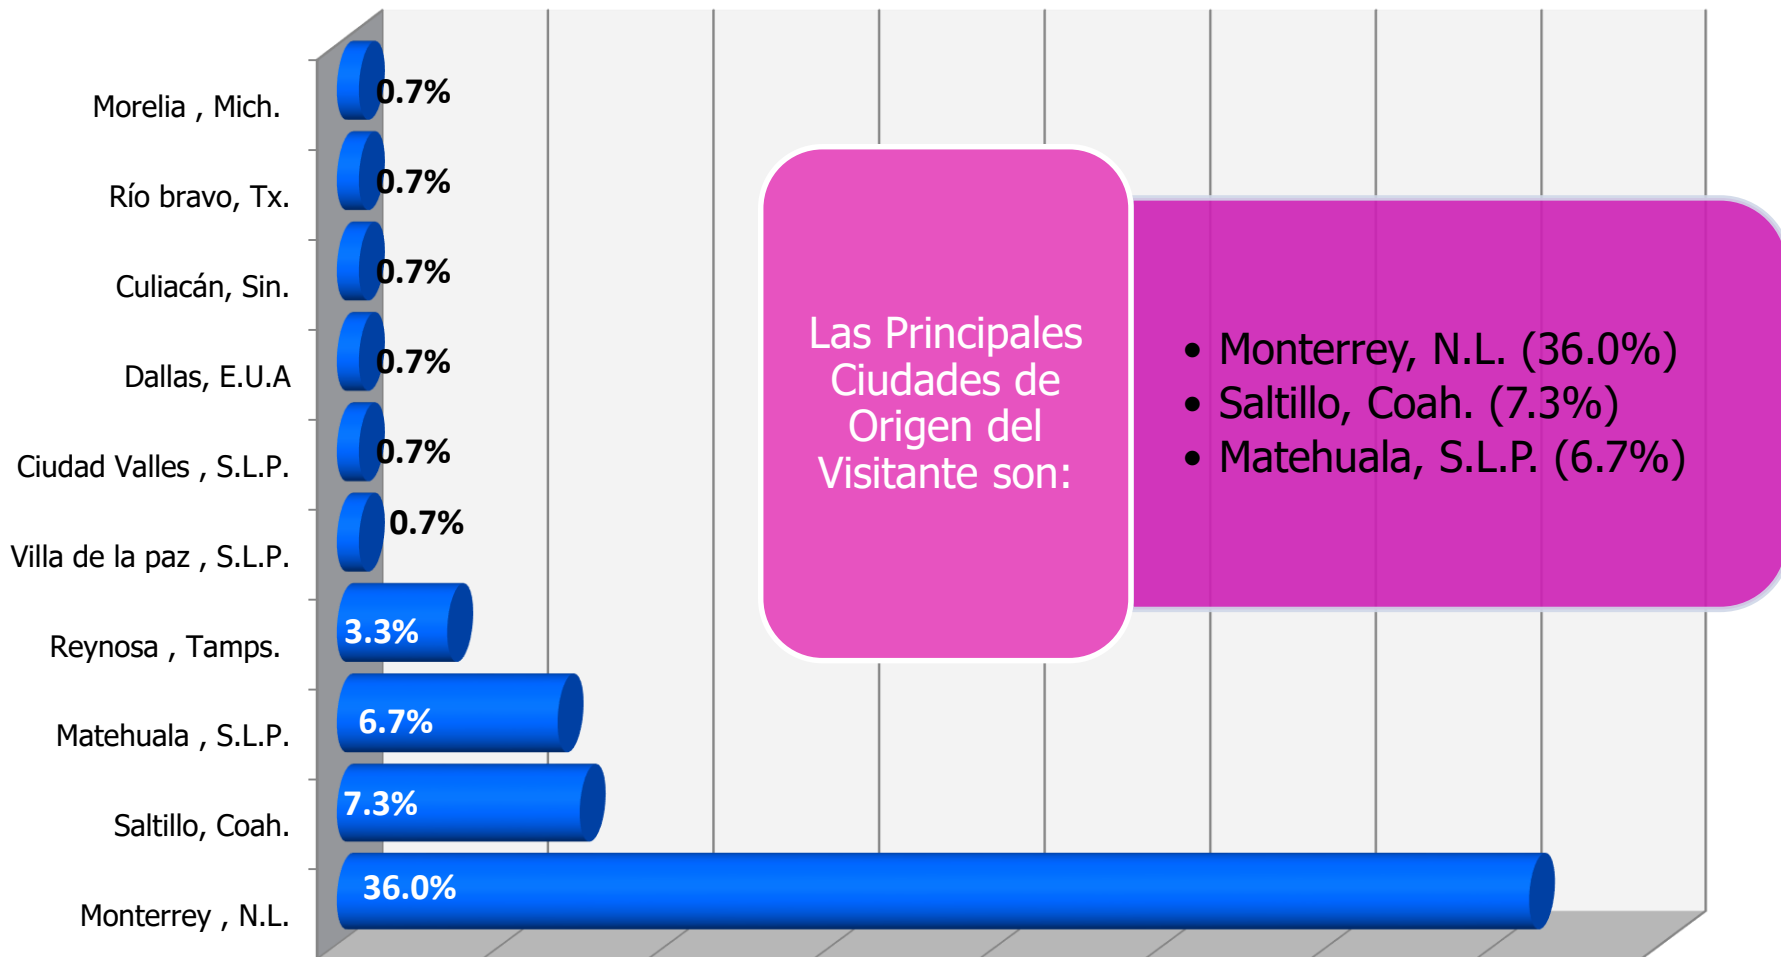 Morelia , Mich.
0.7%
Río bravo, Tx.
0.7%
Culiacán, Sin.
0.7%
Dallas, E.U.A
0.7%
Ciudad Valles , S.L.P.
0.7%
Villa de la paz , S.L.P.
0.7%
Reynosa , Tamps.
3.3%
Matehuala , S.L.P.
6.7%
Saltillo, Coah.
7.3%
Monterrey , N.L.
36.0%
Las Principales
Ciudades de
Origen del
Visitante son:
• Monterrey, N.L. (36.0%)
• Saltillo, Coah. (7.3%)
• Matehuala, S.L.P. (6.7%)